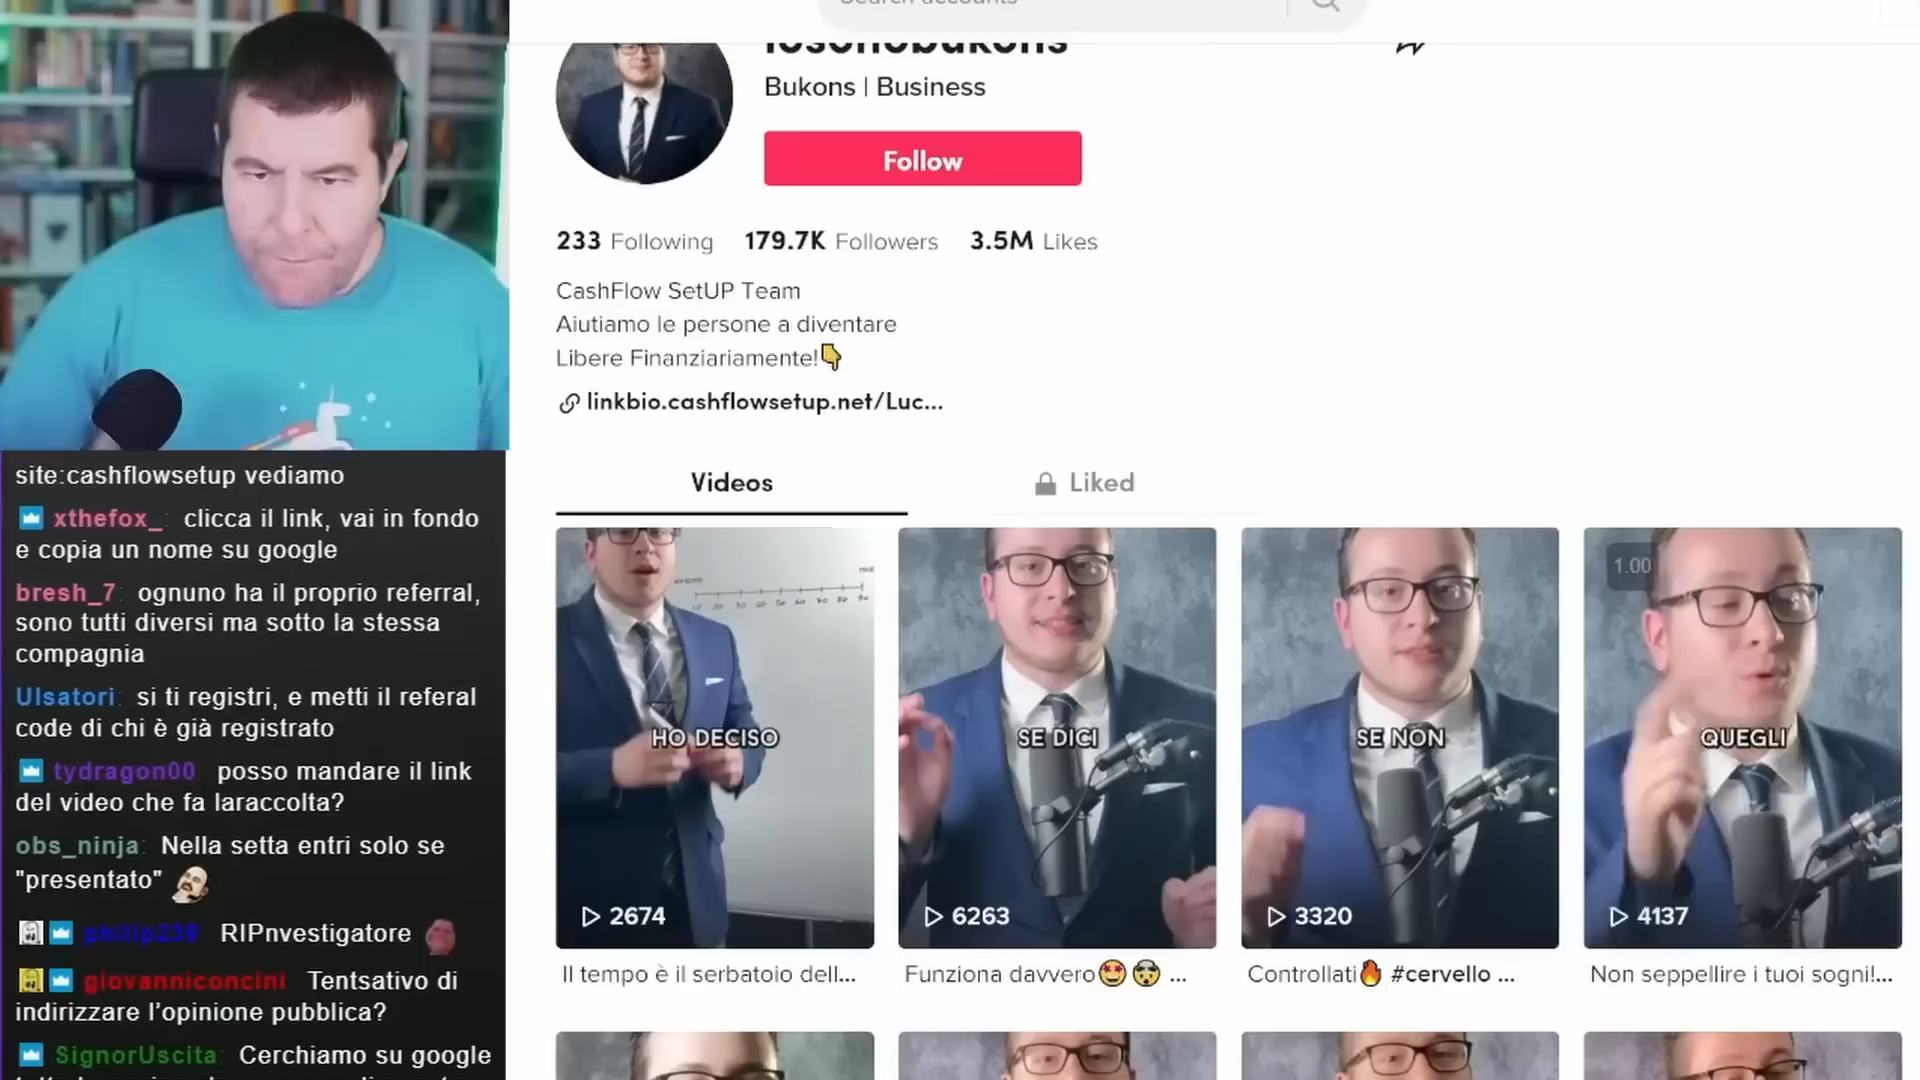 Search accounts
iosonobukons
Bukons | Business
Follow
233 Following 179.7K Followers 3.5M Likes
CashFlow SetUP Team
Aiutiamo le persone a diventare
Libere Finanziariamente!👇
linkbio.cashflowsetup.net/Luc...
Videos
Liked
HO DECISO
2674
Il tempo è il serbatoio dell...
SE DICI
6263
Funziona davvero🤩 🤯 ...
SE NON
3320
Controllati🔥 #cervello ...
1.00
QUEGLI
4137
Non seppellire i tuoi sogni!...
site:cashflowsetup vediamo
xthefox_: clicca il link, vai in fondo
e copia un nome su google
bresh_7: ognuno ha il proprio referral,
sono tutti diversi ma sotto la stessa
compagnia
Ulsatori: si ti registri, e metti il referal
code di chi è già registrato
tydragon00 posso mandare il link
del video che fa laraccolta?
obs_ninja: Nella setta entri solo se
"presentato"
philip239 RIPnvestigatore
giovanniconcini Tentsativo di
indirizzare l'opinione pubblica?
SignorUscita: Cerchiamo su google